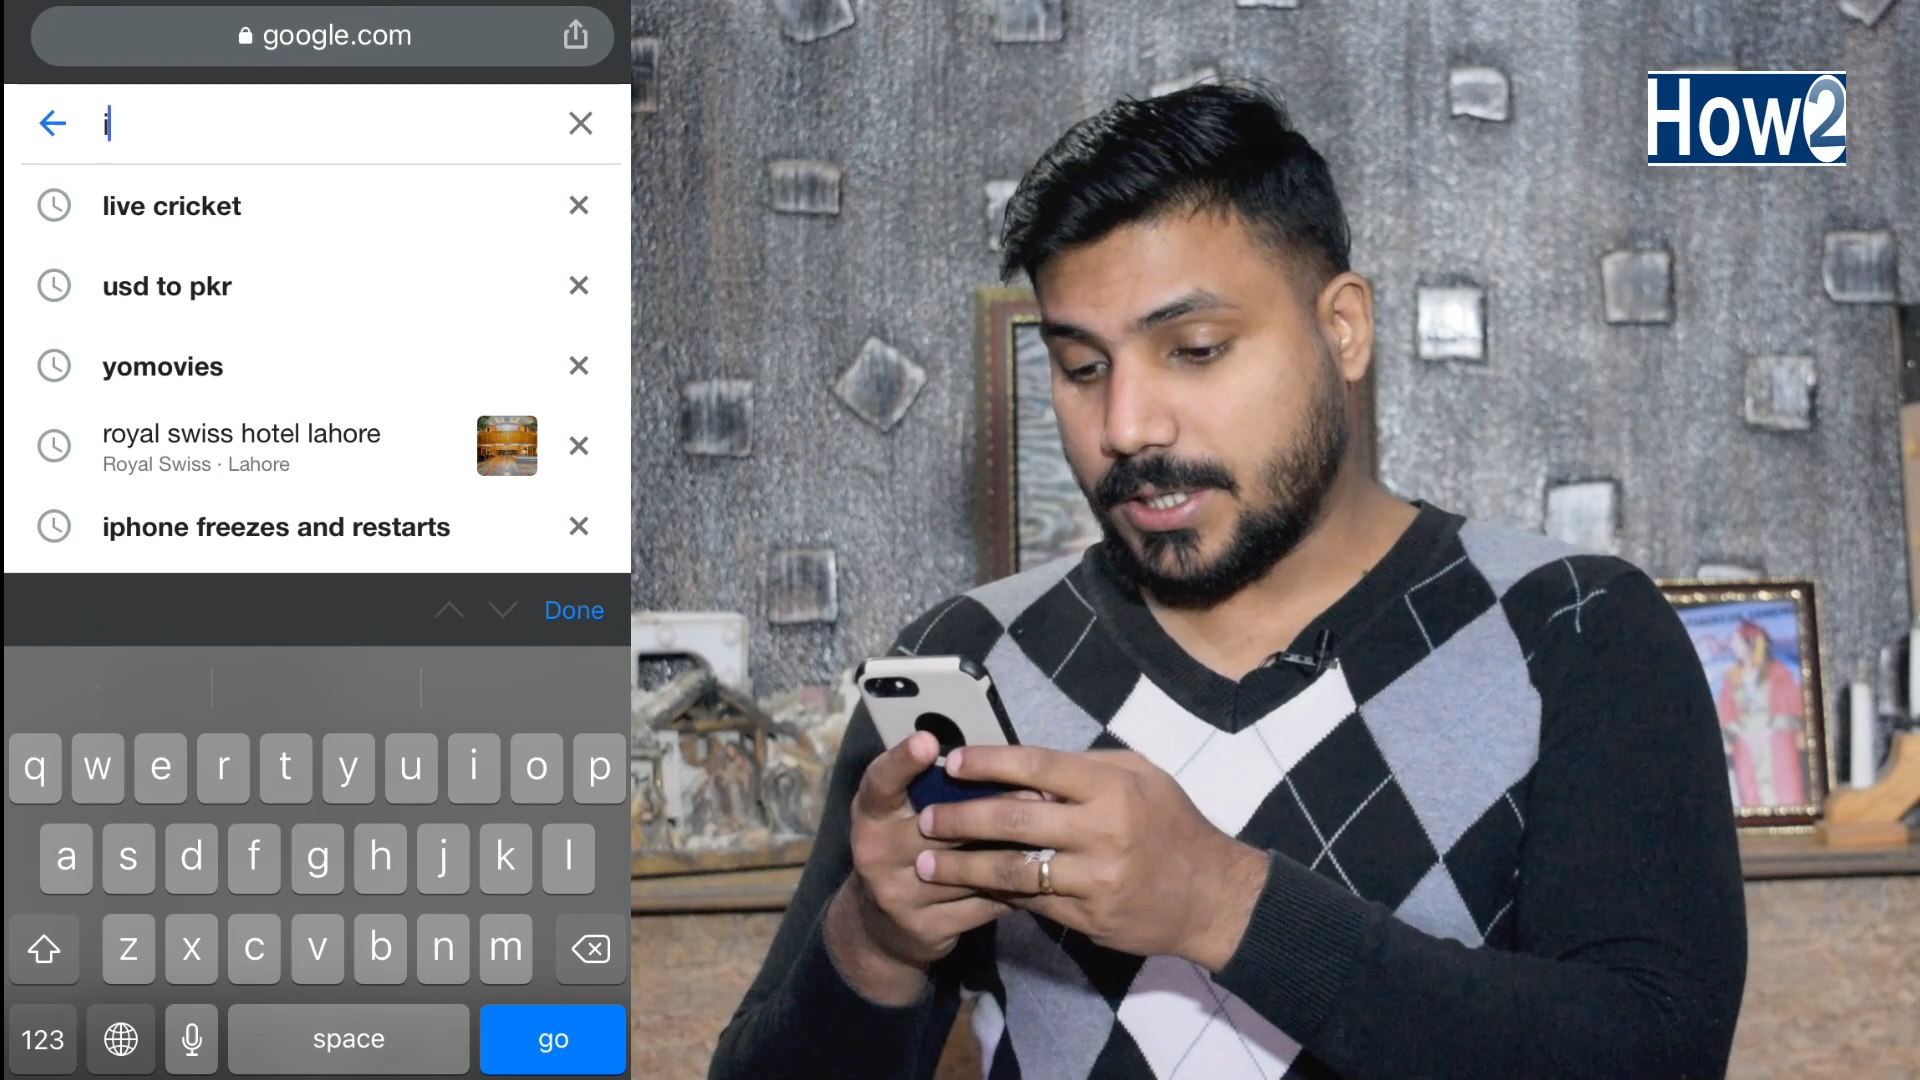 google.com
How2
i
live cricket
usd to pkr
yomovies
royal swiss hotel lahore
Royal Swiss · Lahore
iphone freezes and restarts
Done
q w e r t y u i o p
a s d f g h j k l
z x c v b n m
123 space go